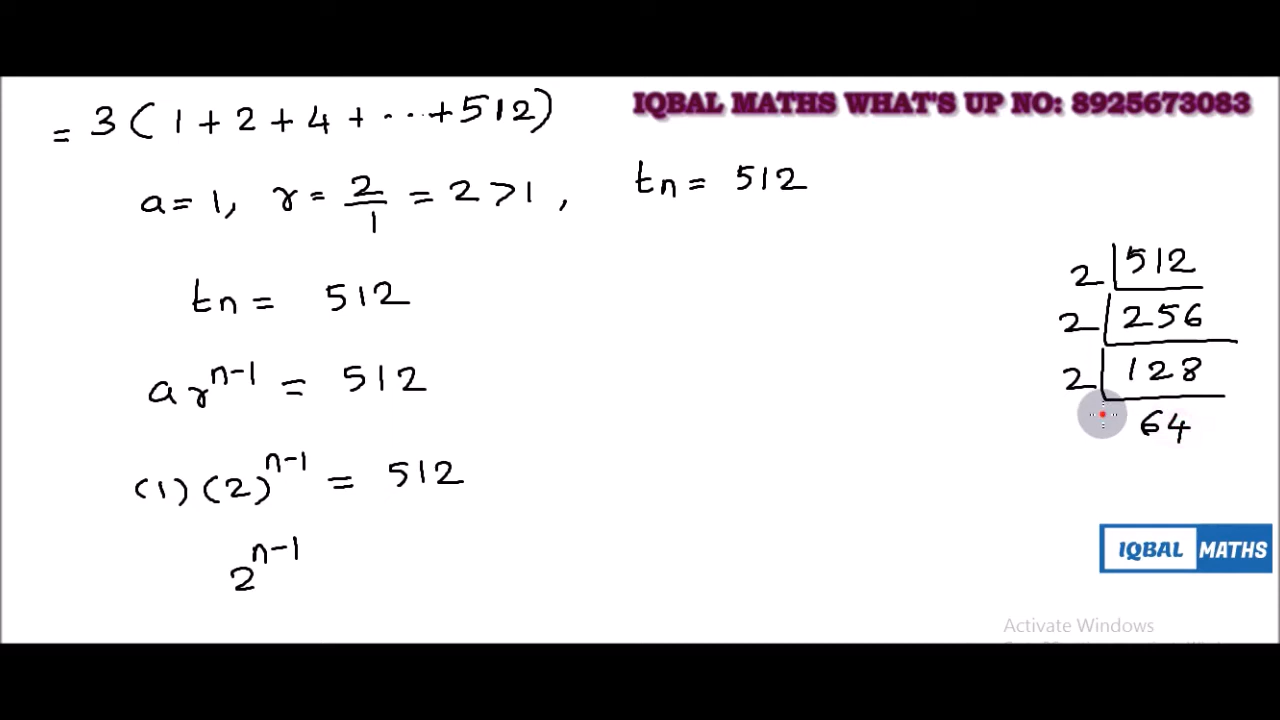 = 3 ( 1 + 2 + 4 + ... + 512 )
IQBAL MATHS WHAT'S UP NO: 8925673083
a = 1, r = 2/1 = 2 > 1 , tn = 512
tn = 512
a r^(n-1) = 512
(1) (2)^(n-1) = 512
2^(n-1)
2 | 512
2 | 256
2 | 128
64
IQBAL MATHS
Activate Windows